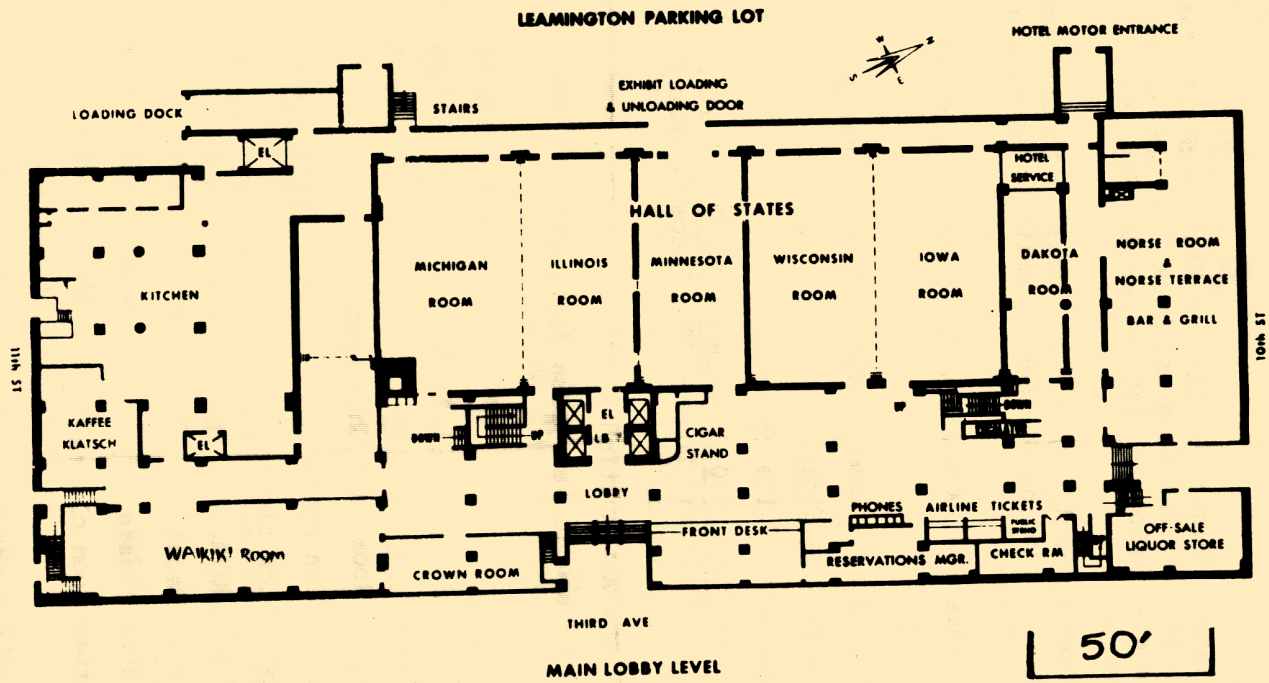 LEAMINGTON PARKING LOT
HOTEL MOTOR ENTRANCE
S W N E
EXHIBIT LOADING
& UNLOADING DOOR
LOADING DOCK
STAIRS
EL
HOTEL
SERVICE
HALL OF STATES
MICHIGAN
ROOM
ILLINOIS
ROOM
MINNESOTA
ROOM
WISCONSIN
ROOM
IOWA
ROOM
DAKOTA
ROOM
NORSE ROOM
&
NORSE TERRACE
BAR & GRILL
KITCHEN
11th ST
10th ST
KAFFEE
KLATSCH
EL
DOWN
UP
EL
CIGAR
STAND
UP
DOWN
LOBBY
PHONES
AIRLINE TICKETS
FRONT DESK
PUBLIC
OFF-SALE
LIQUOR STORE
WAIKIKI Room
CROWN ROOM
RESERVATIONS MGR.
CHECK RM
THIRD AVE
MAIN LOBBY LEVEL
50'